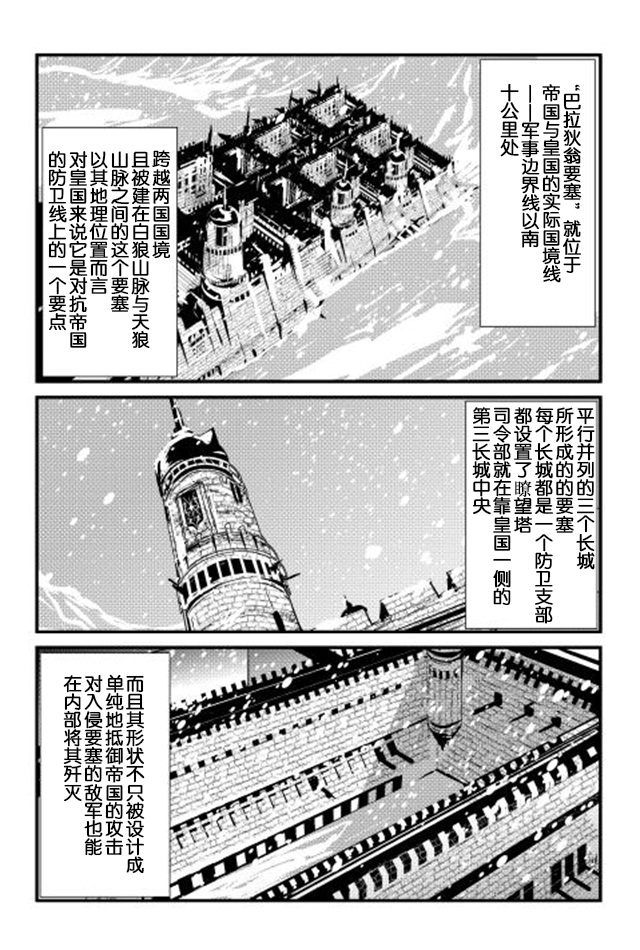 “巴拉狄翁要塞”就位于
帝国与皇国的实际国境线
——军事边界线以南
十公里处
跨越两国国境
且被建在白狼山脉与天狼
山脉之间的这个要塞
以其地理位置而言
对皇国来说它是对抗帝国
的防卫线上的一个要点
平行并列的三个长城
所形成的的要塞
每个长城都是一个防卫支部
都设置了瞭望塔
司令部就在靠皇国一侧的
第三长城中央
而且其形状不只被设计成
单纯地抵御帝国的攻击
对入侵要塞的敌军也能
在内部将其歼灭